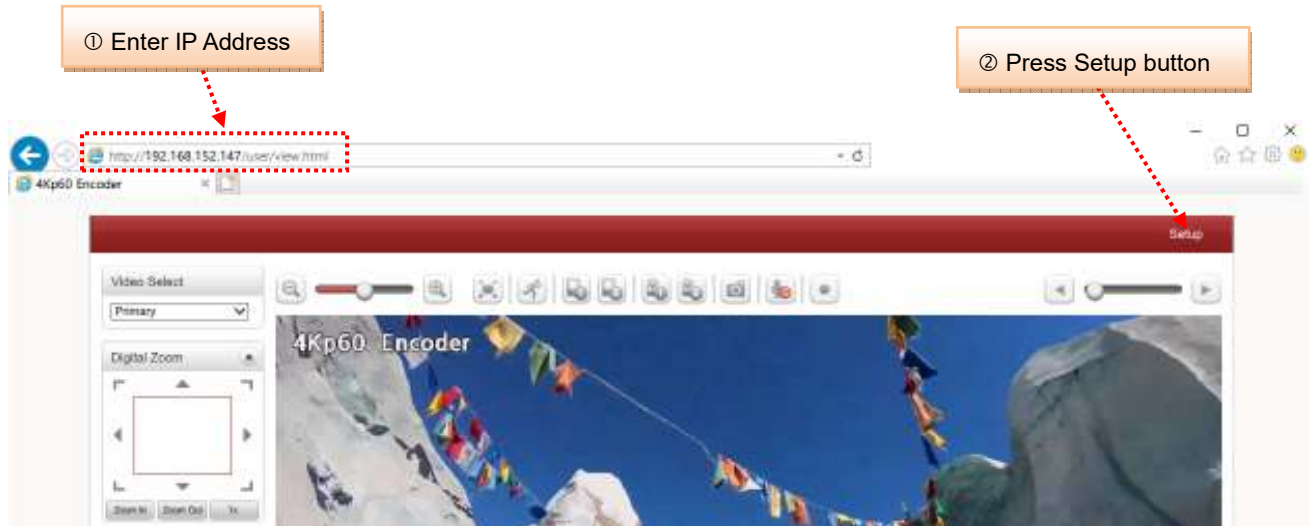 ① Enter IP Address
② Press Setup button
http://192.168.152.147/user/view.html
4Kp60 Encoder
Setup
Video Select
Primary
4Kp60 Encoder
Digital Zoom
Zoom In Zoom Out 1x